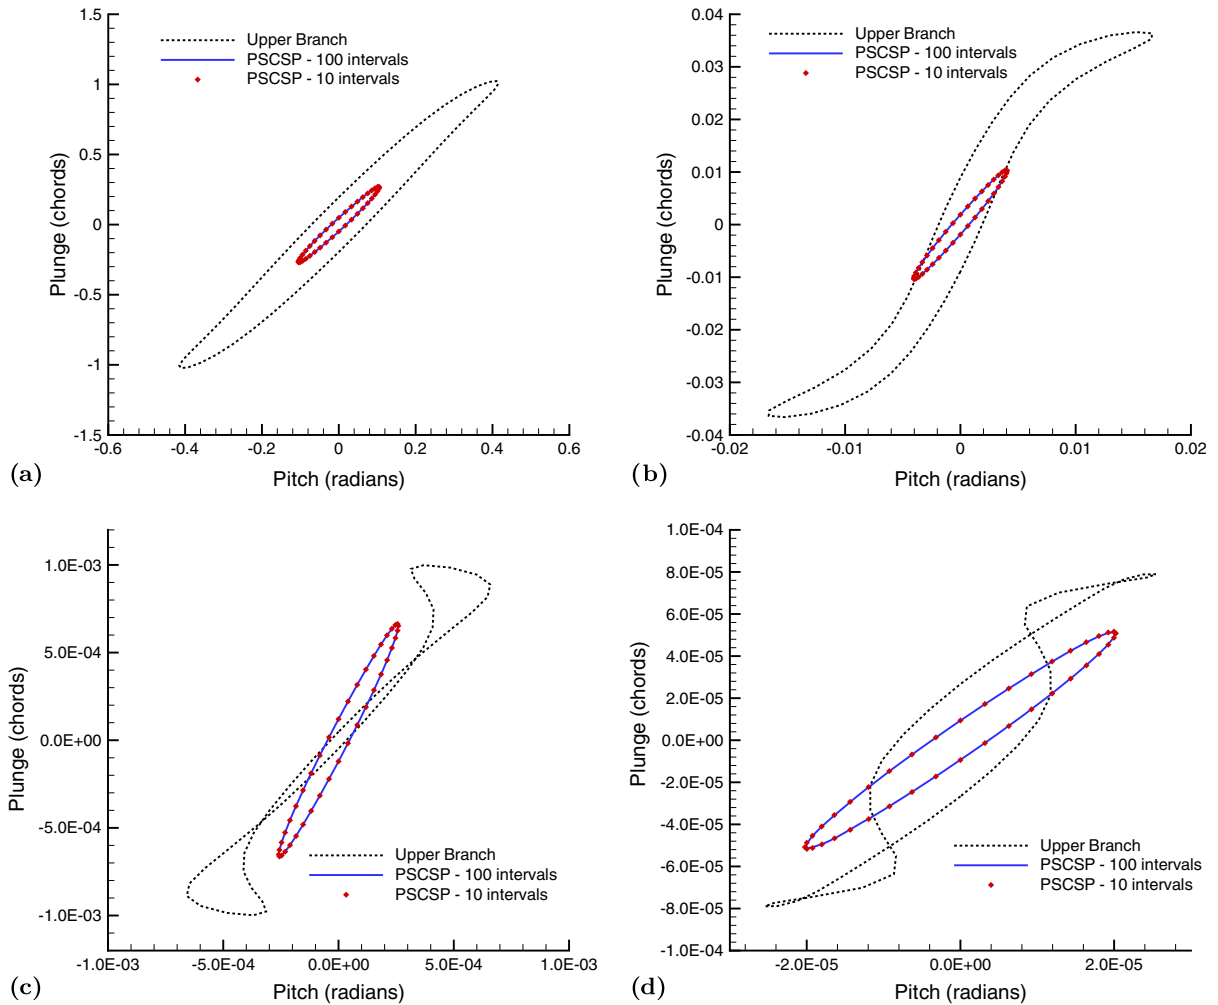 1.5
1
0.5
0
-0.5
-1
-1.5
Plunge (chords)
Upper Branch
PSCSP - 100 intervals
PSCSP - 10 intervals
-0.6 -0.4 -0.2 0 0.2 0.4 0.6
Pitch (radians)
(a)
0.04
0.03
0.02
0.01
0
-0.01
-0.02
-0.03
-0.04
Plunge (chords)
Upper Branch
PSCSP - 100 intervals
PSCSP - 10 intervals
-0.02 -0.01 0 0.01 0.02
Pitch (radians)
(b)
1.0E-03
5.0E-04
0.0E+00
-5.0E-04
-1.0E-03
Plunge (chords)
Upper Branch
PSCSP - 100 intervals
PSCSP - 10 intervals
-1.0E-03 -5.0E-04 0.0E+00 5.0E-04 1.0E-03
Pitch (radians)
(c)
1.0E-04
8.0E-05
6.0E-05
4.0E-05
2.0E-05
0.0E+00
-2.0E-05
-4.0E-05
-6.0E-05
-8.0E-05
-1.0E-04
Plunge (chords)
Upper Branch
PSCSP - 100 intervals
PSCSP - 10 intervals
-2.0E-05 0.0E+00 2.0E-05
Pitch (radians)
(d)